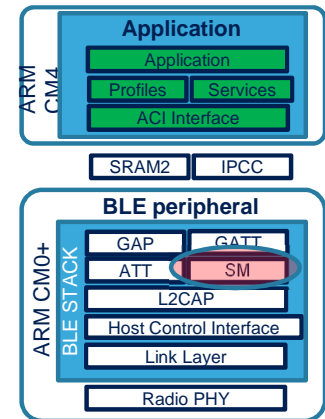 Application
Application
Profiles Services
ACI Interface
ARM CM4
SRAM2 IPCC
BLE peripheral
GAP GATT
ATT SM
L2CAP
Host Control Interface
Link Layer
BLE STACK
ARM CM0+
Radio PHY